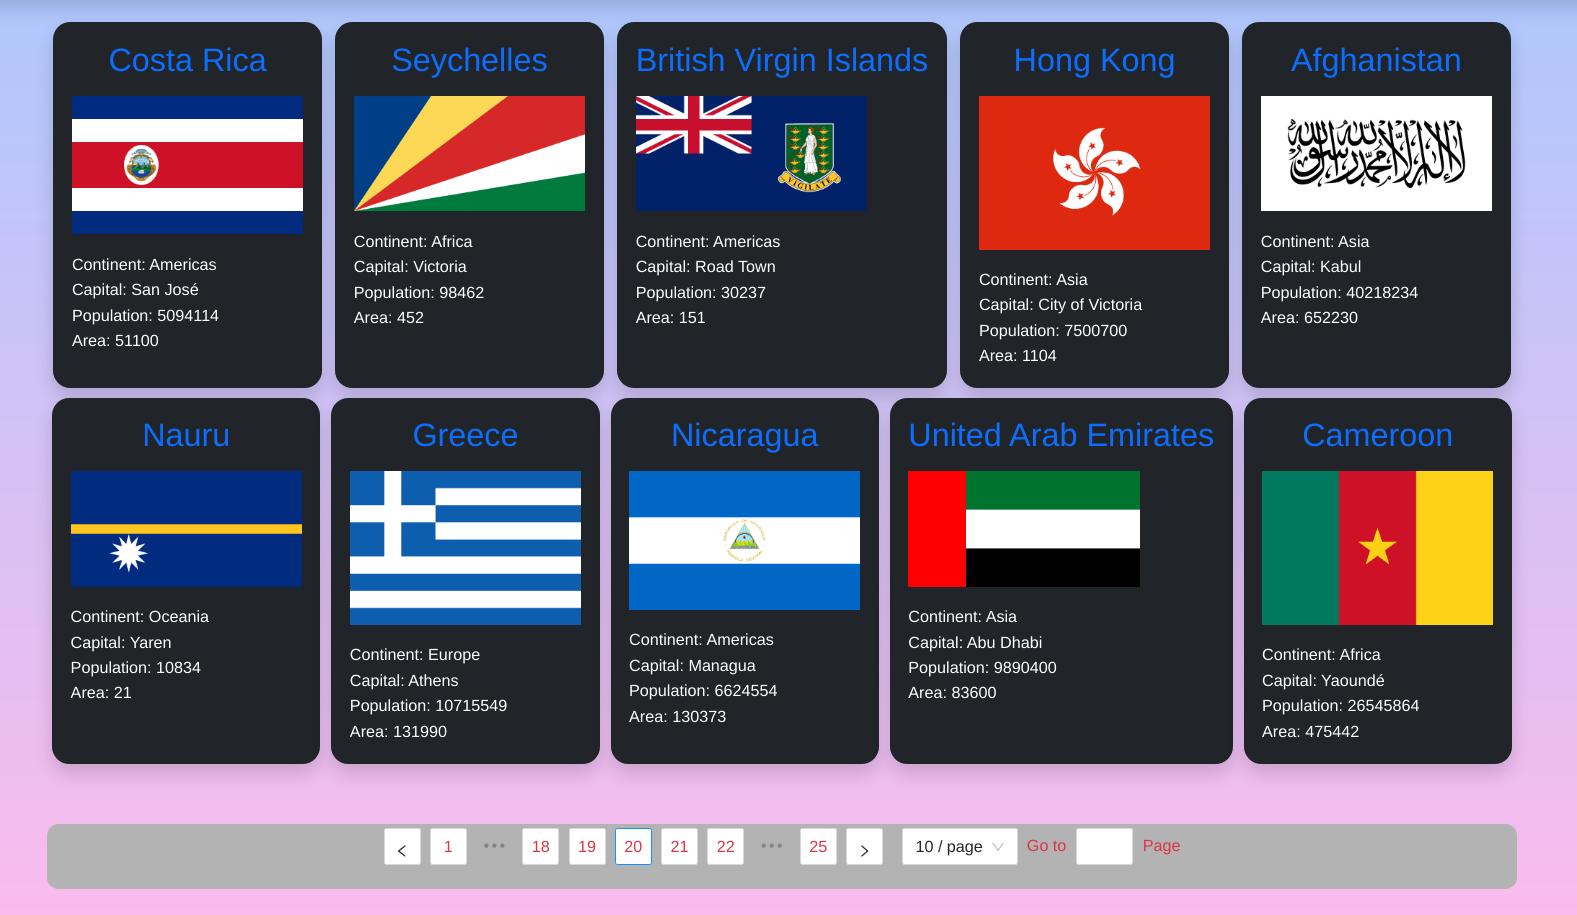 Costa Rica
Continent: Americas
Capital: San José
Population: 5094114
Area: 51100
Seychelles
Continent: Africa
Capital: Victoria
Population: 98462
Area: 452
British Virgin Islands
VIGILATE
Continent: Americas
Capital: Road Town
Population: 30237
Area: 151
Hong Kong
Continent: Asia
Capital: City of Victoria
Population: 7500700
Area: 1104
Afghanistan
لا إله إلا الله محمد رسول الله
Continent: Asia
Capital: Kabul
Population: 40218234
Area: 652230
Nauru
Continent: Oceania
Capital: Yaren
Population: 10834
Area: 21
Greece
Continent: Europe
Capital: Athens
Population: 10715549
Area: 131990
Nicaragua
Continent: Americas
Capital: Managua
Population: 6624554
Area: 130373
United Arab Emirates
Continent: Asia
Capital: Abu Dhabi
Population: 9890400
Area: 83600
Cameroon
Continent: Africa
Capital: Yaoundé
Population: 26545864
Area: 475442
< 1 ••• 18 19 20 21 22 ••• 25 > 10 / page Go to Page